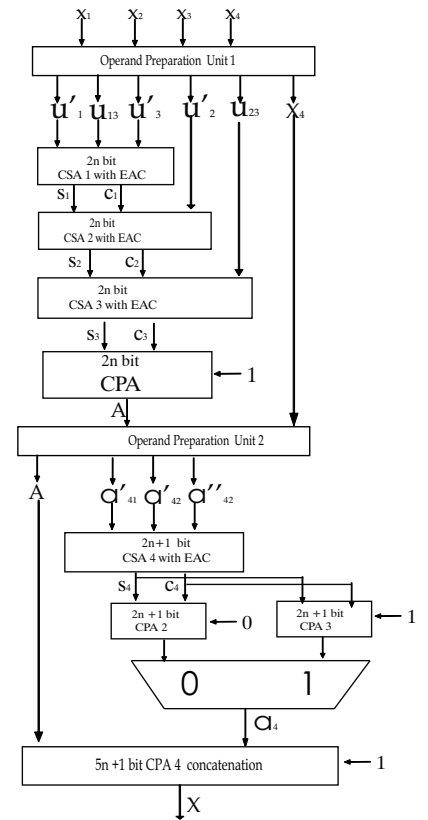 x₁ x₂ x₃ x₄
Operand Preparation Unit 1
u′₁ u₁₃ u′₃ u′₂ u₂₃ x₄
2n bit
CSA 1 with EAC
s₁ c₁
2n bit
CSA 2 with EAC
s₂ c₂
2n bit
CSA 3 with EAC
s₃ c₃
2n bit
CPA
1
A
Operand Preparation Unit 2
A a′₄₁ a′₄₂ a′′₄₂
2n+1 bit
CSA 4 with EAC
s₄ c₄
2n +1 bit
CPA 2
0
2n +1 bit
CPA 3
1
0 1
a₄
5n +1 bit CPA 4 concatenation
1
X